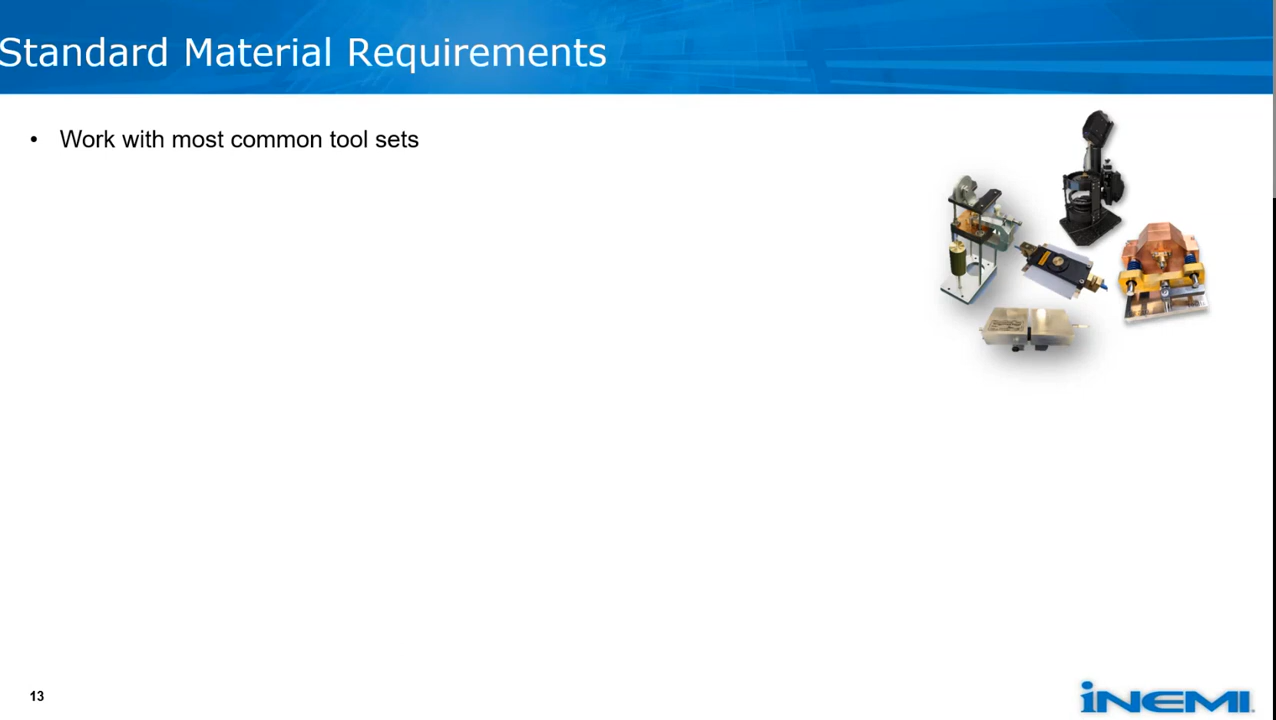 Standard Material Requirements
• Work with most common tool sets
13
iNEMI